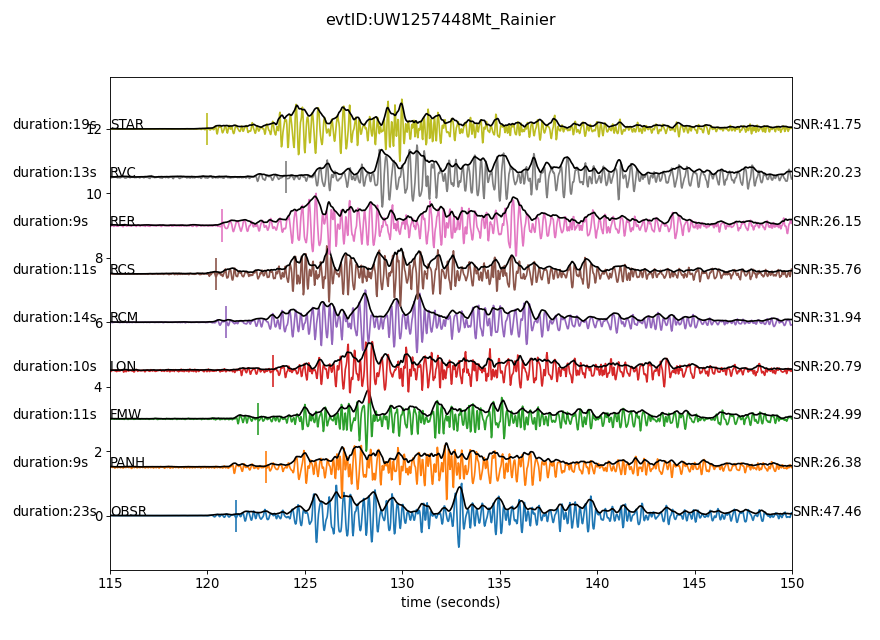 evtID:UW1257448Mt_Rainier
duration:19s STAR SNR:41.75
12
duration:13s RVC SNR:20.23
10
duration:9s RER SNR:26.15
8
duration:11s RCS SNR:35.76
duration:14s RCM SNR:31.94
6
duration:10s LON SNR:20.79
4
duration:11s FMW SNR:24.99
2
duration:9s PANH SNR:26.38
duration:23s OBSR SNR:47.46
0
115 120 125 130 135 140 145 150
time (seconds)